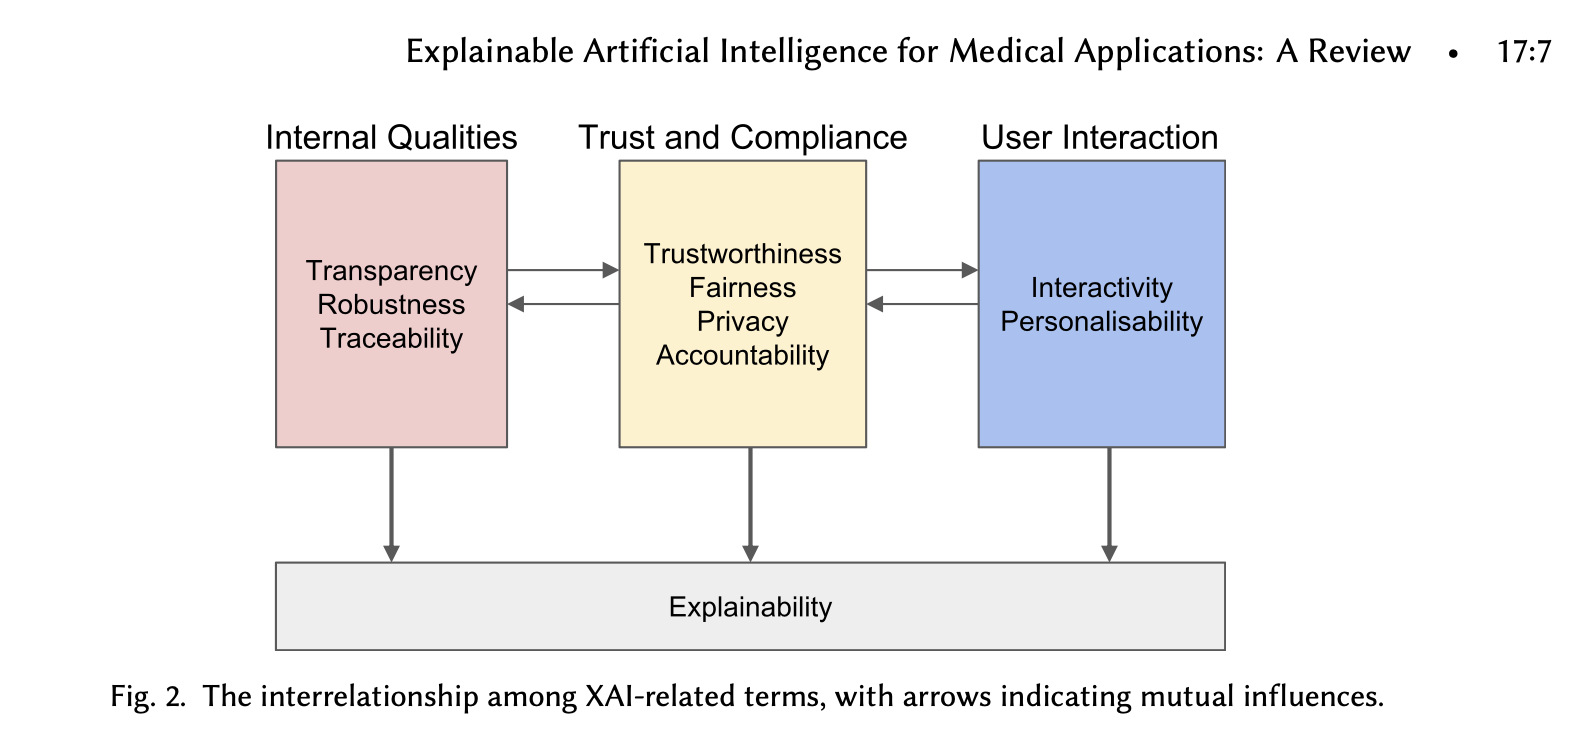 Explainable Artificial Intelligence for Medical Applications: A Review • 17:7
Internal Qualities
Transparency
Robustness
Traceability
Trust and Compliance
Trustworthiness
Fairness
Privacy
Accountability
User Interaction
Interactivity
Personalisability
Explainability
Fig. 2. The interrelationship among XAI-related terms, with arrows indicating mutual influences.